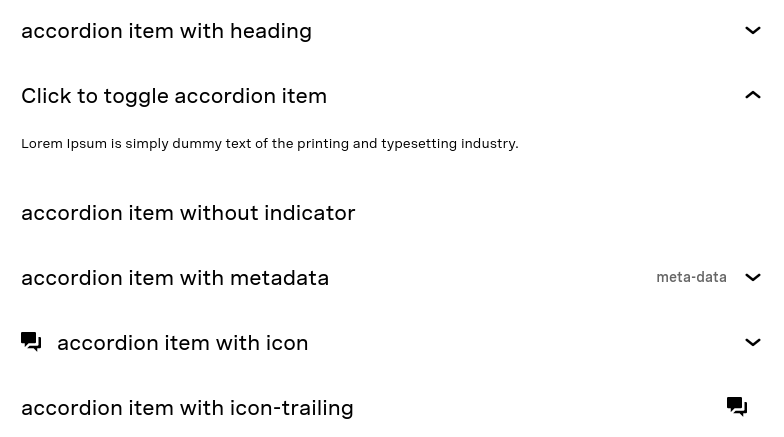 accordion item with heading
Click to toggle accordion item
Lorem Ipsum is simply dummy text of the printing and typesetting industry.
accordion item without indicator
accordion item with metadata meta-data
accordion item with icon
accordion item with icon-trailing